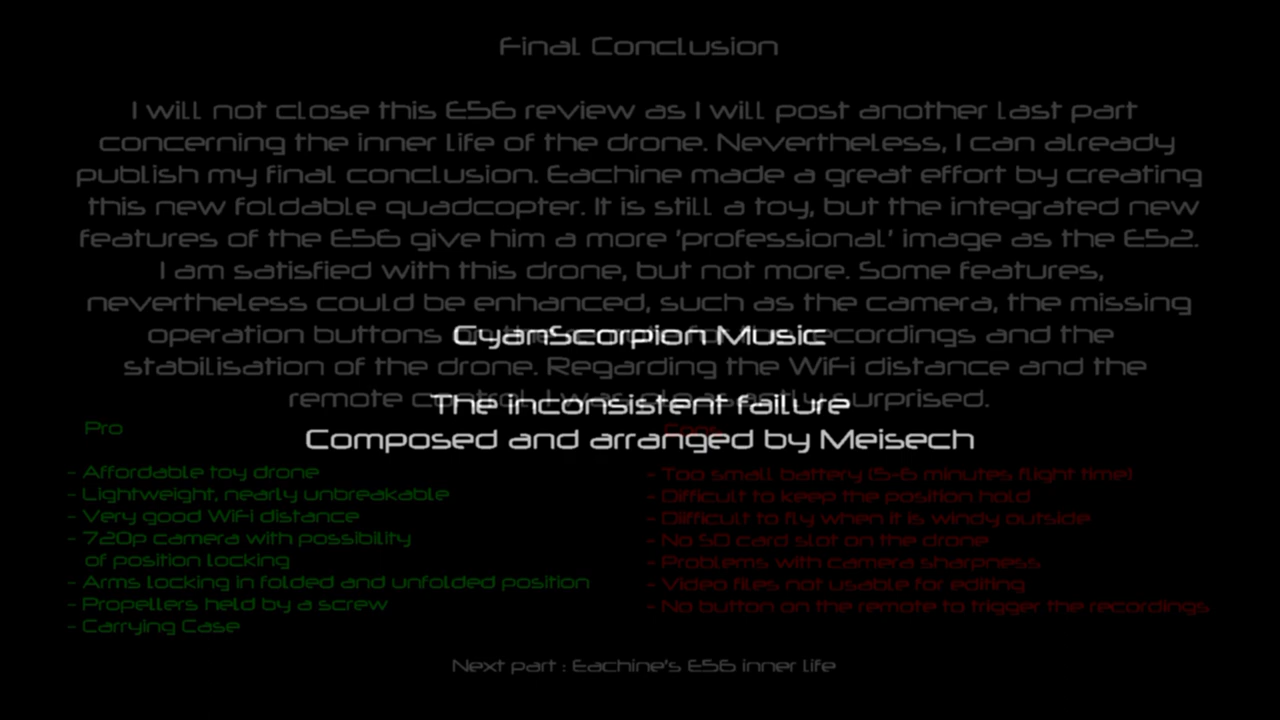 Final Conclusion
I will not close this E56 review as I will post another last part
concerning the inner life of the drone. Nevertheless, I can already
publish my final conclusion. Eachine made a great effort by creating
this new foldable quadcopter. It is still a toy, but the integrated new
features of the E56 give him a more 'professional' image as the E52.
I am satisfied with this drone, but not more. Some features,
nevertheless could be enhanced, such as the camera, the missing
operation buttons recordings and the
CyanScorpion Music
stabilisation of the drone. Regarding the WiFi distance and the
remote control, I was pleasantly surprised.
The inconsistent failure
Composed and arranged by Meisech
Pro
- Affordable toy drone
- Lightweight, nearly unbreakable
- Very good WiFi distance
- 720p camera with possibility
of position locking
- Arms locking in folded and unfolded position
- Propellers held by a screw
- Carrying Case
Cons
- Too small battery (5-6 minutes flight time)
- Difficult to keep the position hold
- Difficult to fly when it is windy outside
- No SD card slot on the drone
- Problems with camera sharpness
- Video files not usable for editing
- No button on the remote to trigger the recordings
Next part : Eachine's E56 inner life